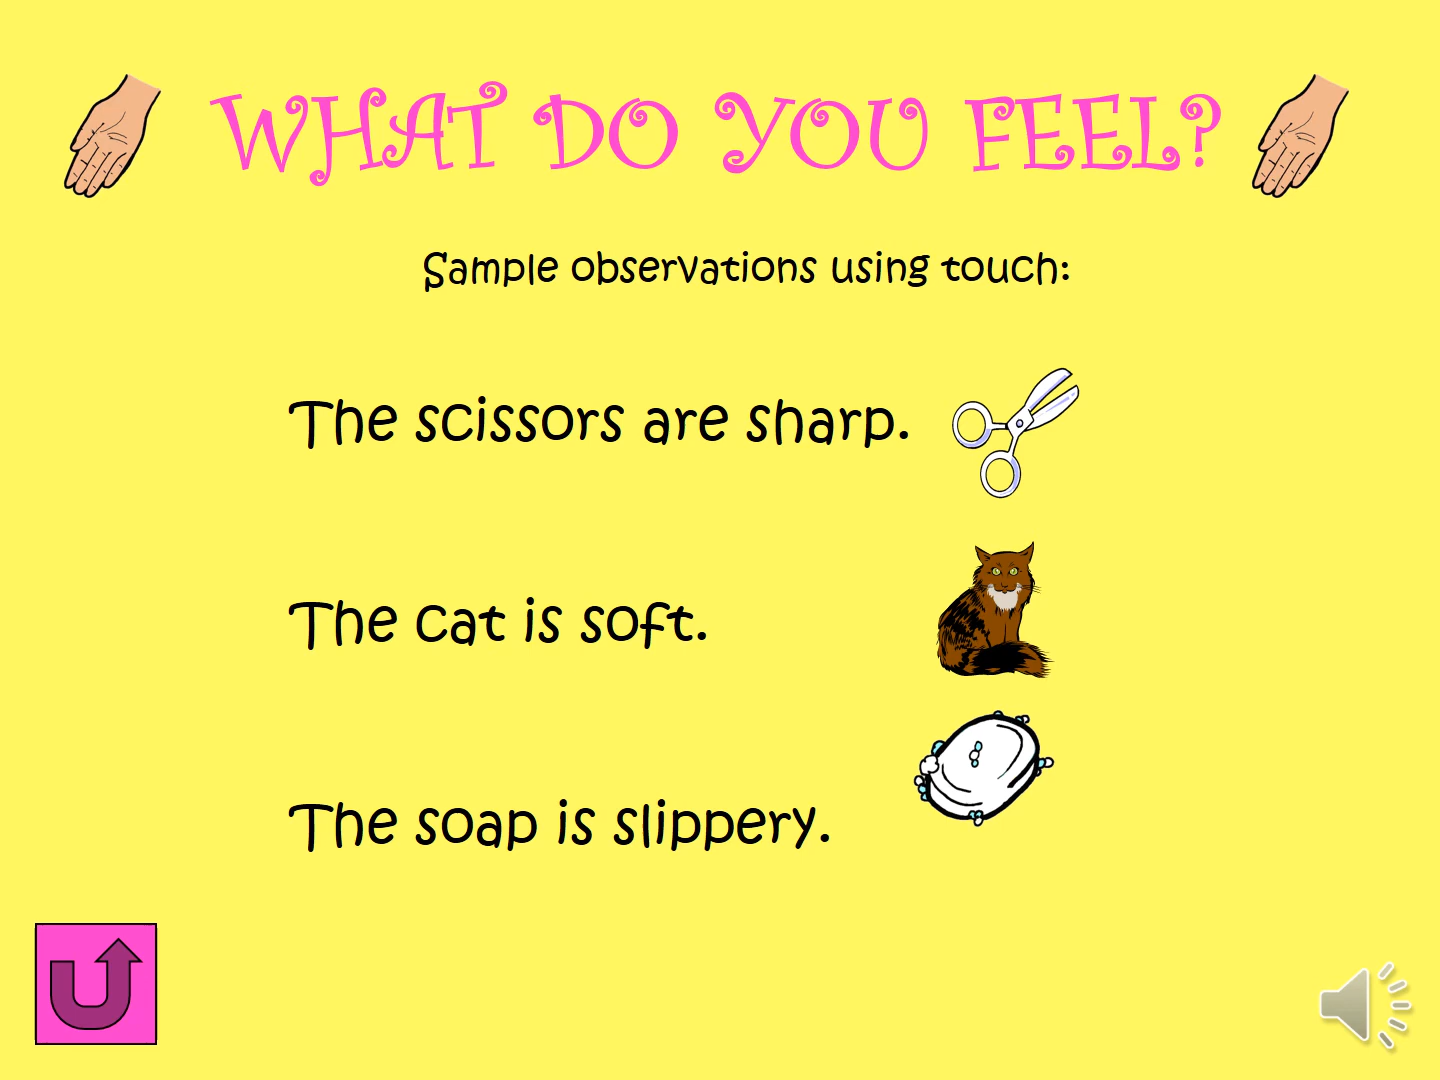 WHAT DO YOU FEEL?
Sample observations using touch:
The scissors are sharp.
The cat is soft.
The soap is slippery.